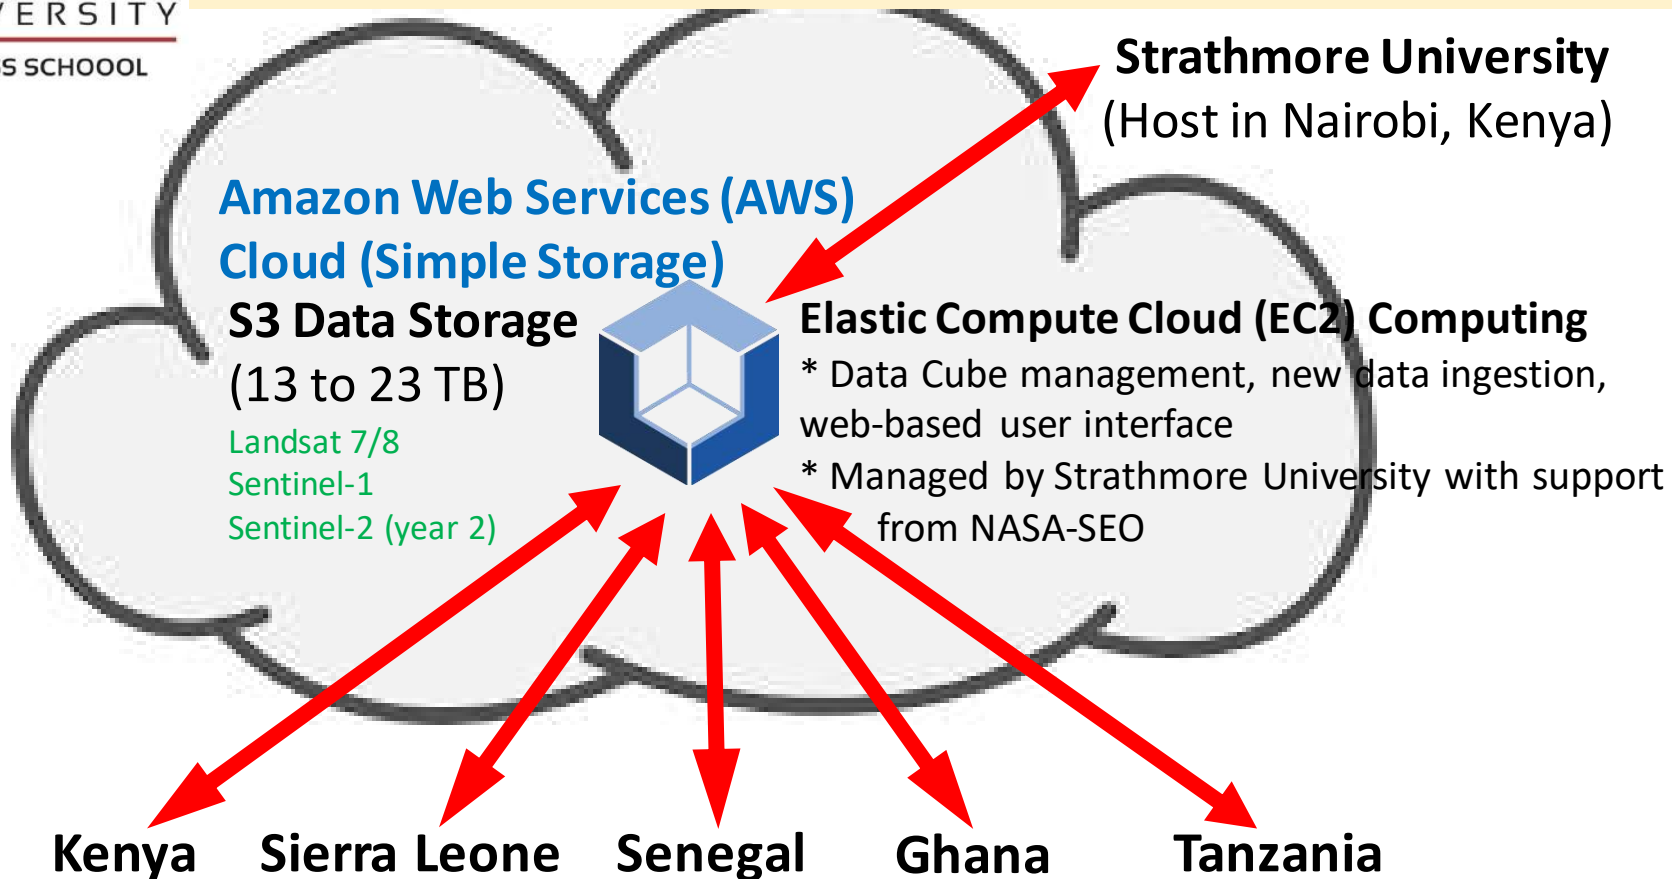 VERSITY
SS SCHOOOL
Strathmore University
(Host in Nairobi, Kenya)
Amazon Web Services (AWS)
Cloud (Simple Storage)
S3 Data Storage
(13 to 23 TB)
Landsat 7/8
Sentinel-1
Sentinel-2 (year 2)
Elastic Compute Cloud (EC2) Computing
* Data Cube management, new data ingestion,
web-based user interface
* Managed by Strathmore University with support
from NASA-SEO
Kenya
Sierra Leone
Senegal
Ghana
Tanzania